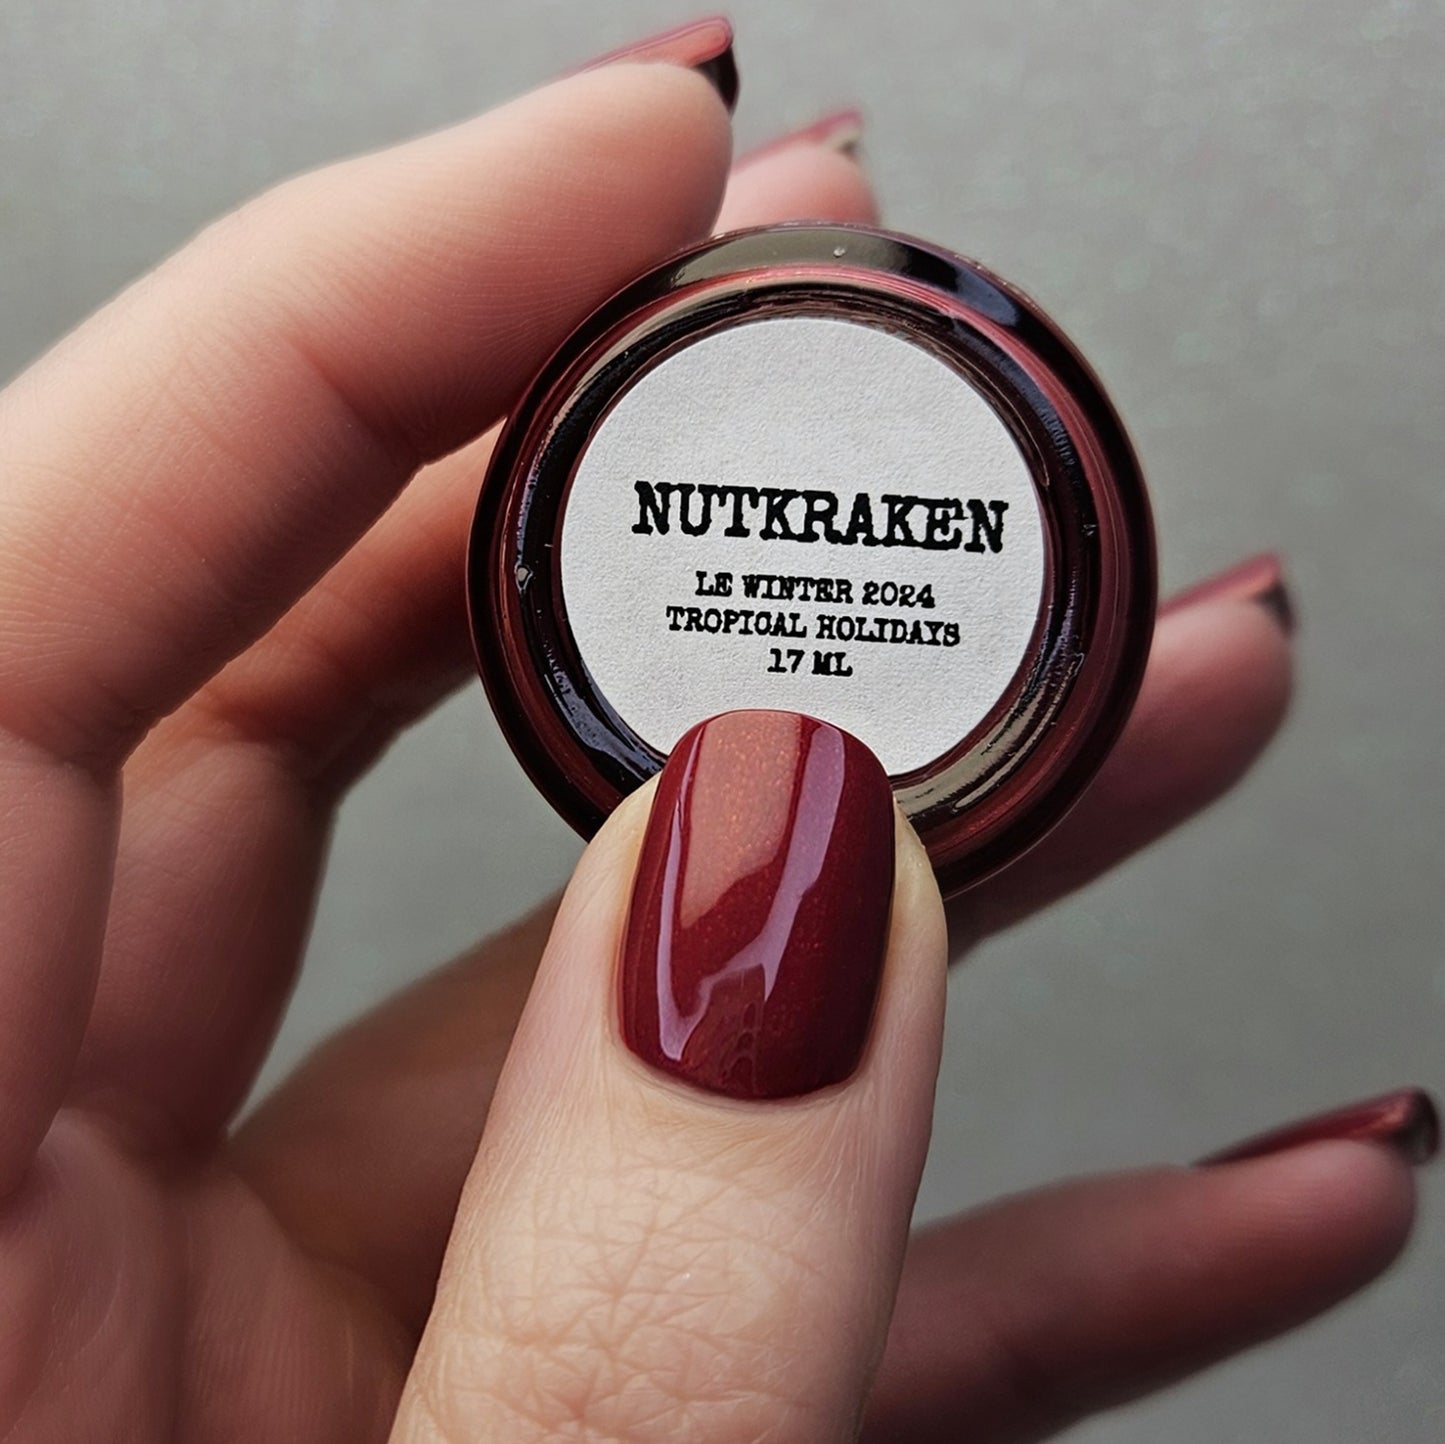 NUTKRAKEN
LE WINTER 2024
TROPICAL HOLIDAYS
17 ML